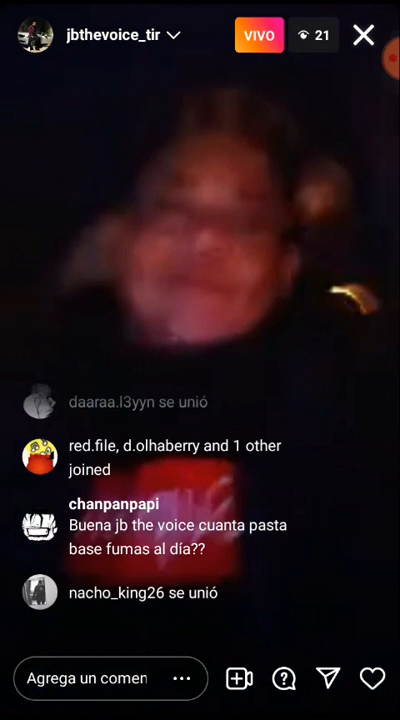 jbthevoice_tir
VIVO
21
daaraa.l3yyn se unió
red.file, d.olhaberry and 1 other
joined
chanpanpapi
Buena jb the voice cuanta pasta
base fumas al día??
nacho_king26 se unió
Agrega un comen